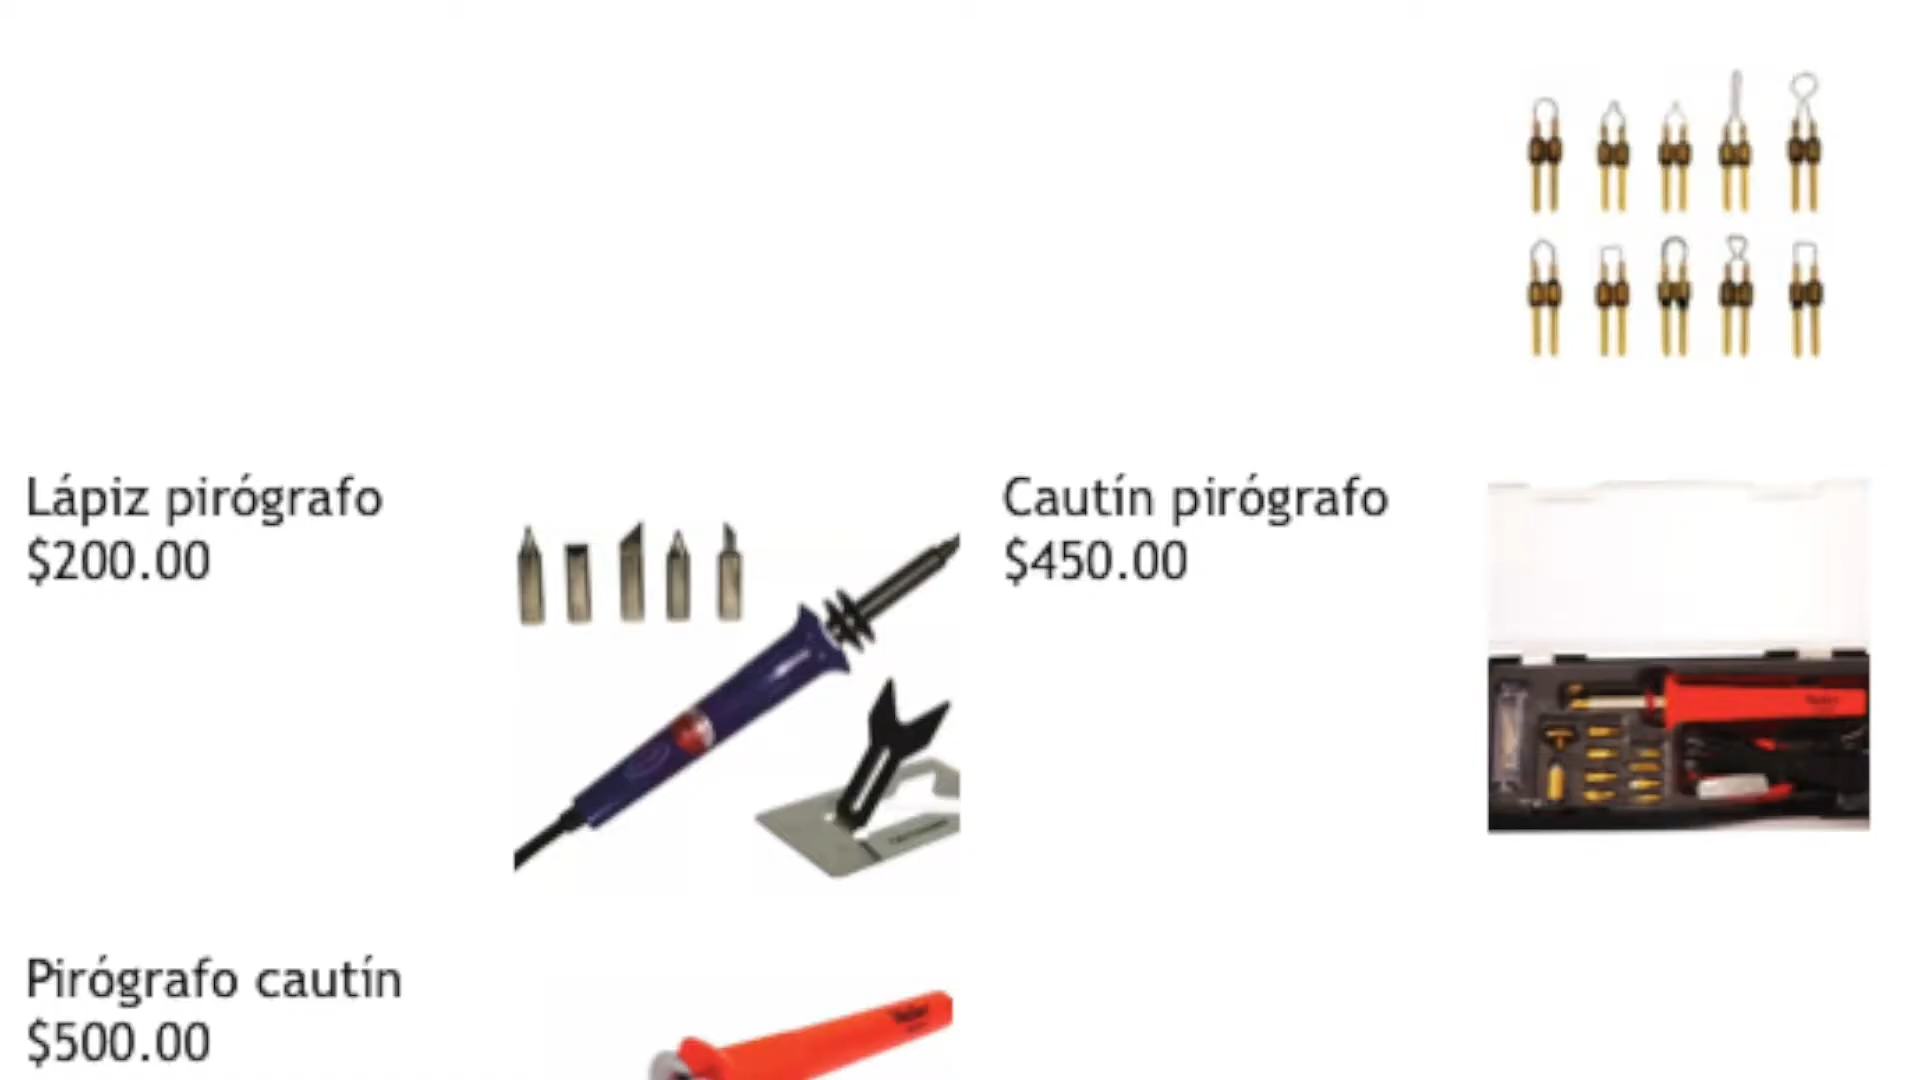 Lápiz pirógrafo
$200.00
Cautín pirógrafo
$450.00
Pirógrafo cautín
$500.00